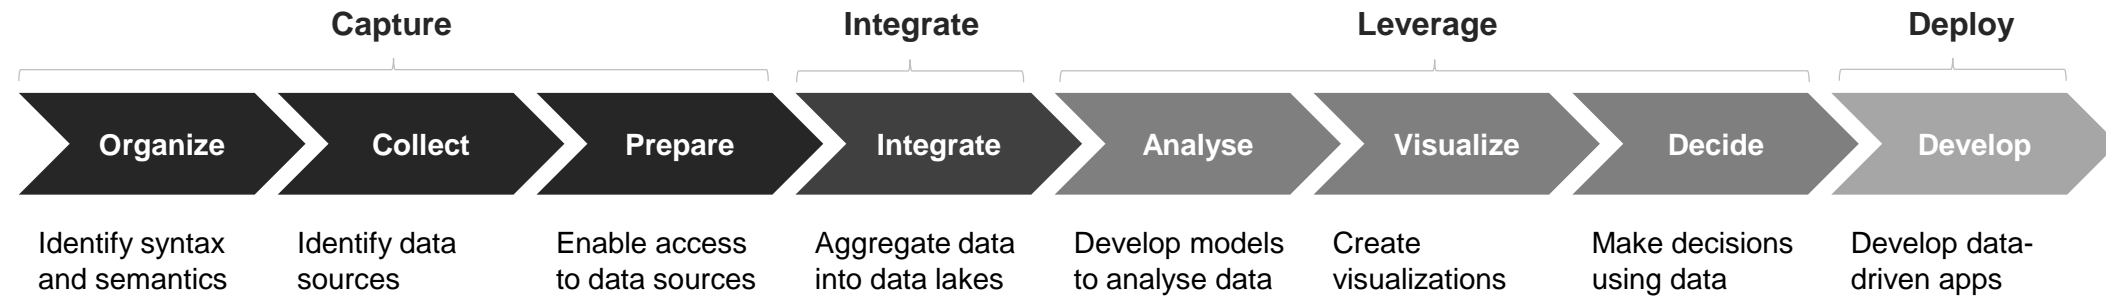 Capture
Integrate
Leverage
Deploy
Organize
Collect
Prepare
Integrate
Analyse
Visualize
Decide
Develop
Identify syntax
and semantics
Identify data
sources
Enable access
to data sources
Aggregate data
into data lakes
Develop models
to analyse data
Create
visualizations
Make decisions
using data
Develop data-
driven apps